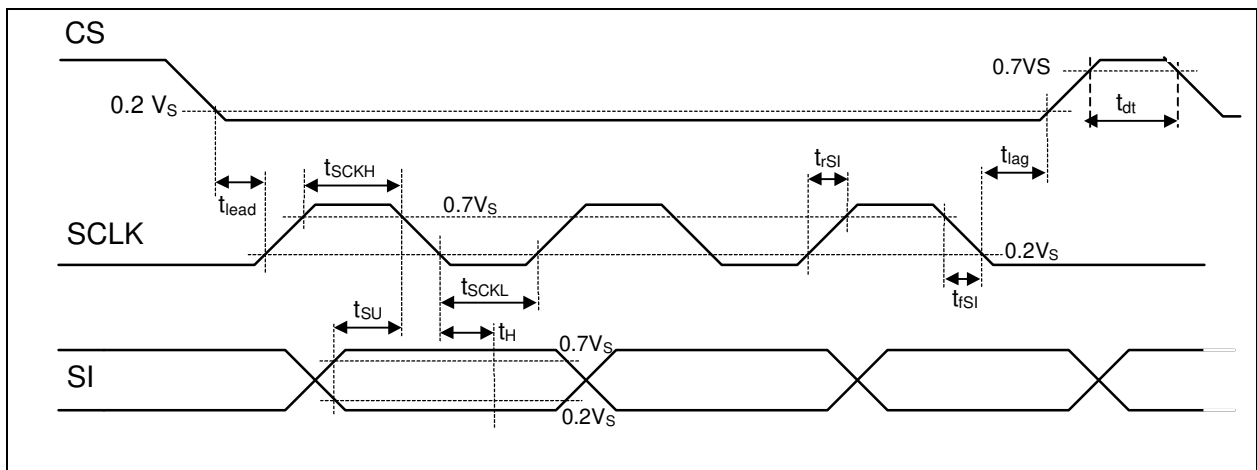 CS
0.7VS
0.2 VS
tdt
tSCKH
trSI
tlag
tlead
0.7VS
SCLK
0.2VS
tSCKL
tfSI
tSU
tH
0.7VS
SI
0.2VS